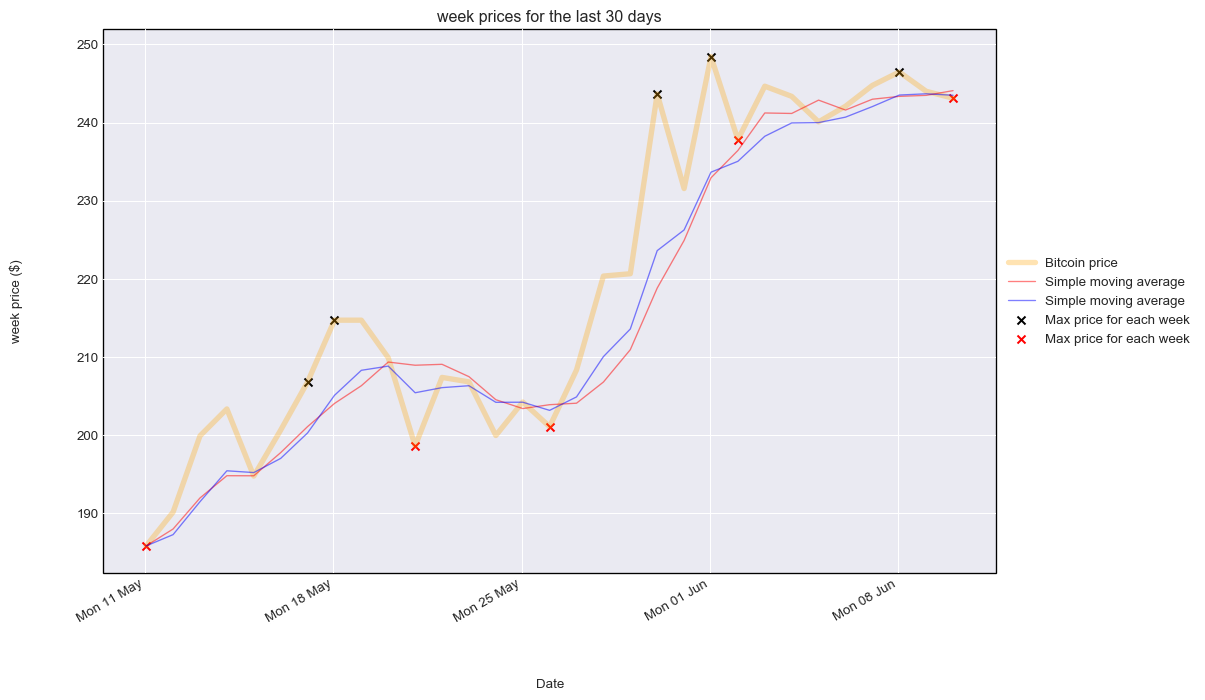 week prices for the last 30 days
250
240
230
220
210
200
190
week price ($)
Mon 11 May
Mon 18 May
Mon 25 May
Mon 01 Jun
Mon 08 Jun
Date
Bitcoin price
Simple moving average
Simple moving average
Max price for each week
Max price for each week